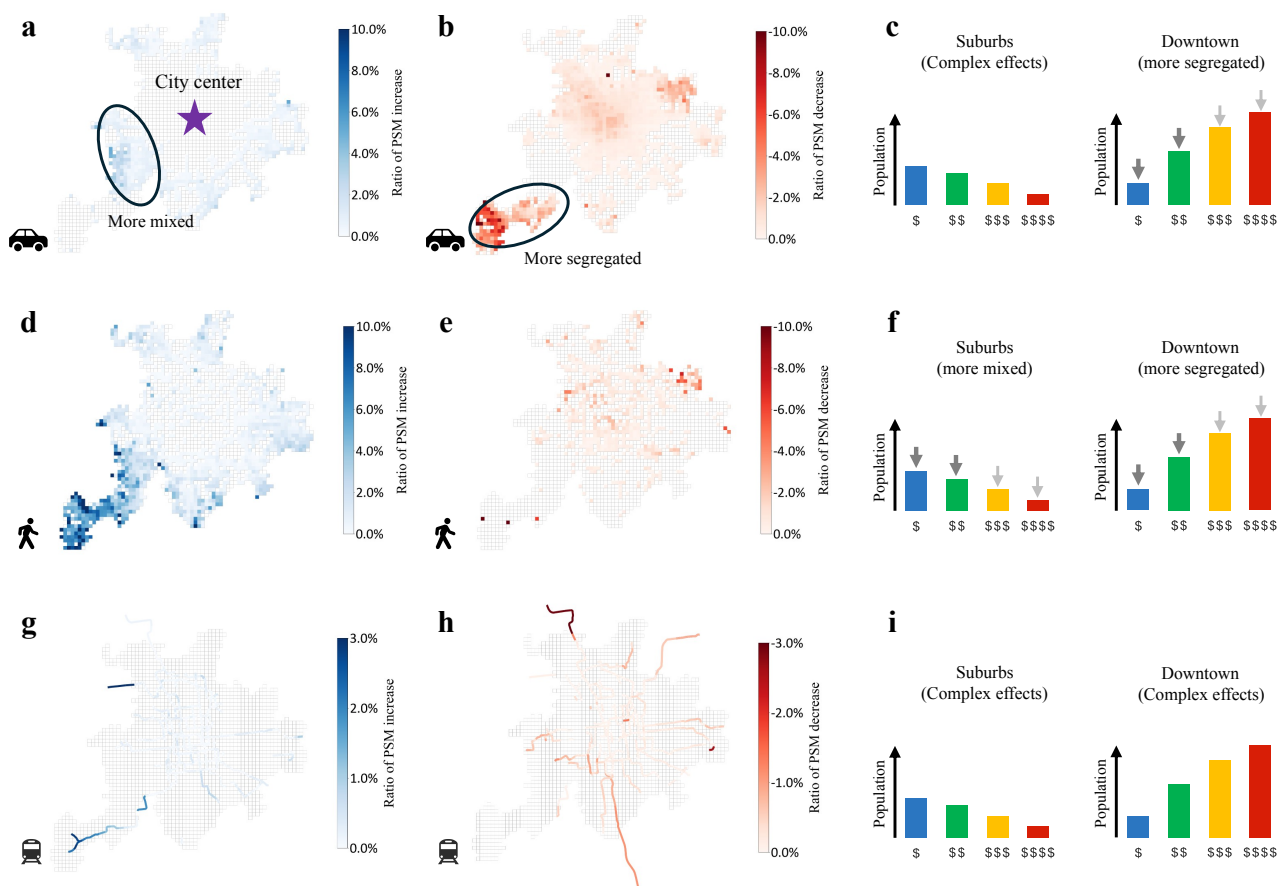 a
10.0%
8.0%
6.0%
4.0%
2.0%
0.0%
Ratio of PSM increase
City center
More mixed
b
-10.0%
-8.0%
-6.0%
-4.0%
-2.0%
0.0%
Ratio of PSM decrease
More segregated
c
Suburbs
(Complex effects)
Population
$ $$ $$$ $$$$
Downtown
(more segregated)
Population
$ $$ $$$ $$$$
d
10.0%
8.0%
6.0%
4.0%
2.0%
0.0%
Ratio of PSM increase
e
-10.0%
-8.0%
-6.0%
-4.0%
-2.0%
0.0%
Ratio of PSM decrease
f
Suburbs
(more mixed)
Population
$ $$ $$$ $$$$
Downtown
(more segregated)
Population
$ $$ $$$ $$$$
g
3.0%
2.0%
1.0%
0.0%
Ratio of PSM increase
h
-3.0%
-2.0%
-1.0%
0.0%
Ratio of PSM decrease
i
Suburbs
(Complex effects)
Population
$ $$ $$$ $$$$
Downtown
(Complex effects)
Population
$ $$ $$$ $$$$